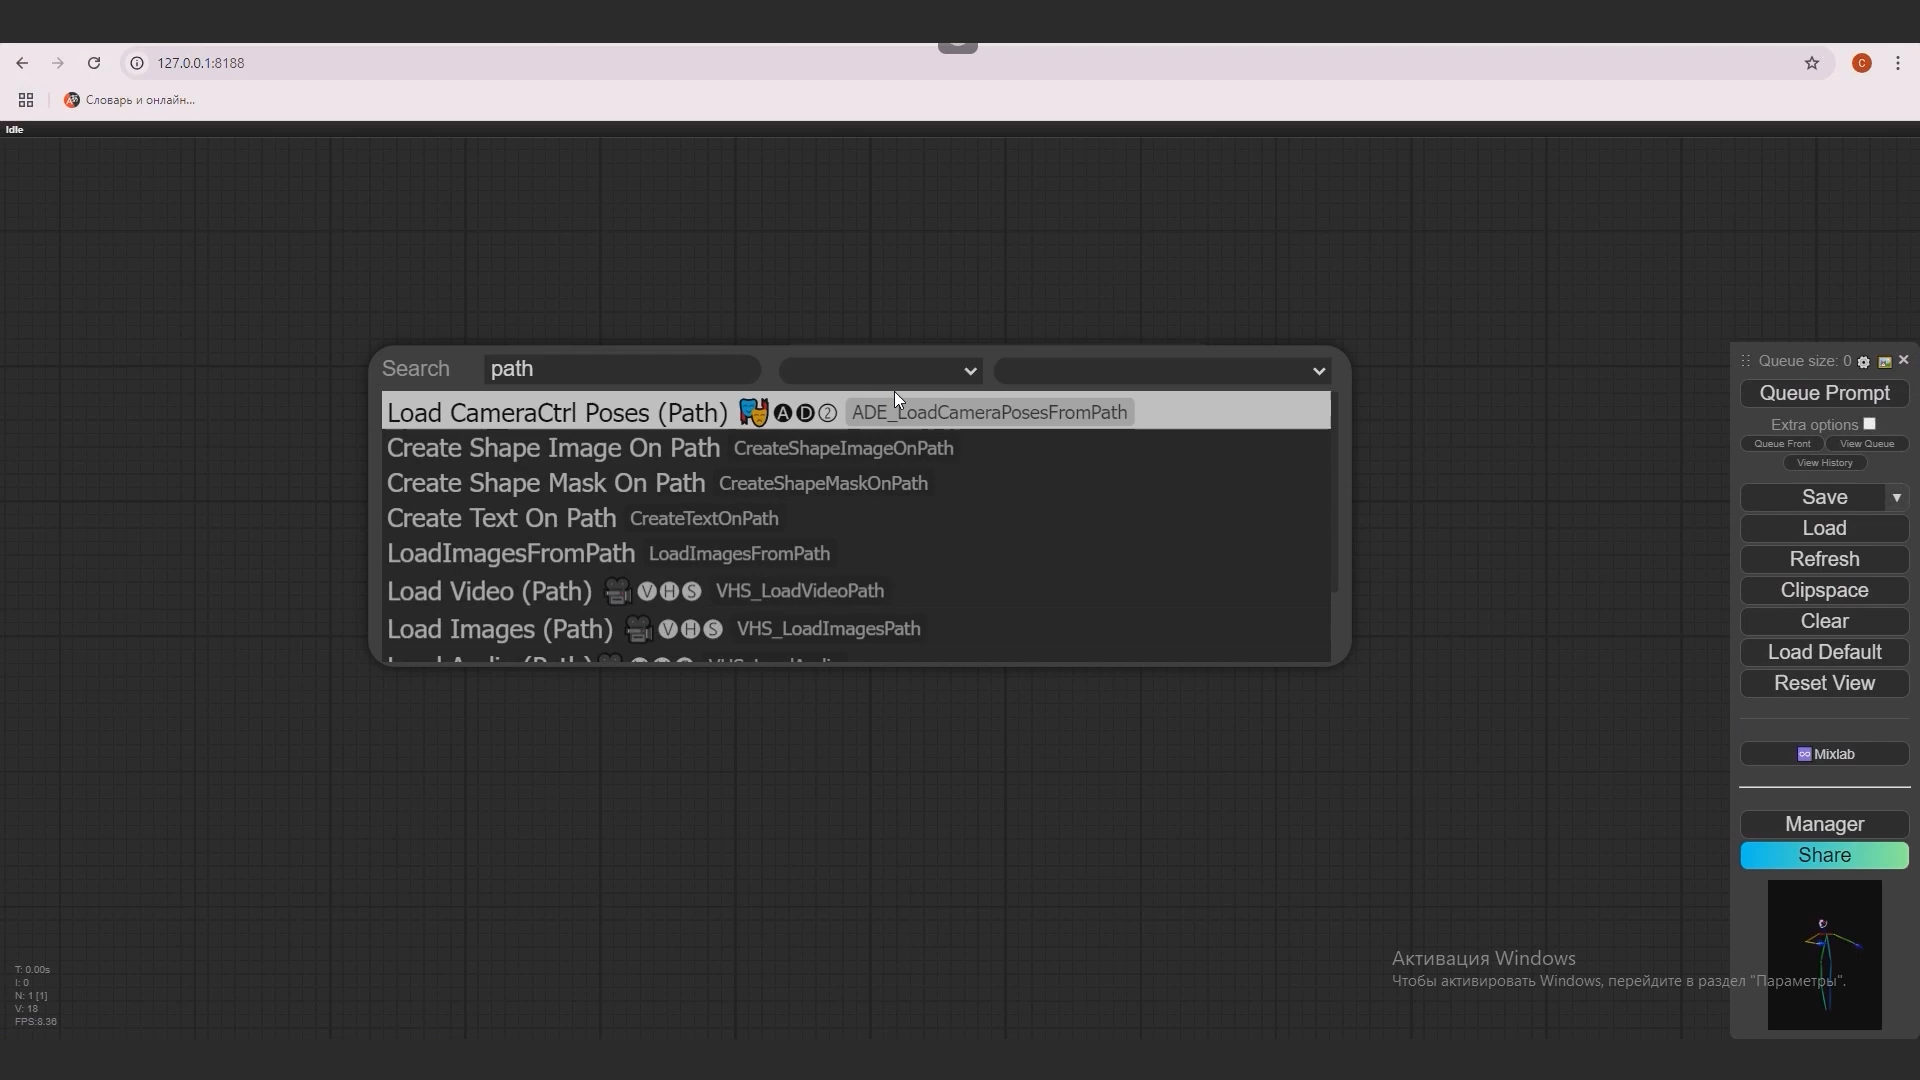 127.0.0.1:8188
Словарь и онлайн...
Idle
Search path
Load CameraCtrl Poses (Path) 🎭🅐🅓② ADE_LoadCameraPosesFromPath
Create Shape Image On Path CreateShapeImageOnPath
Create Shape Mask On Path CreateShapeMaskOnPath
Create Text On Path CreateTextOnPath
LoadImagesFromPath LoadImagesFromPath
Load Video (Path) 🎥🅥🅗🅢 VHS_LoadVideoPath
Load Images (Path) 🎥🅥🅗🅢 VHS_LoadImagesPath
Queue size: 0
Queue Prompt
Extra options
Queue Front View Queue
View History
Save ▼
Load
Refresh
Clipspace
Clear
Load Default
Reset View
Mixlab
Manager
Share
Активация Windows
Чтобы активировать Windows, перейдите в раздел "Параметры".
T: 0.00s
I: 0
N: 1 [1]
V: 18
FPS:8.36
C